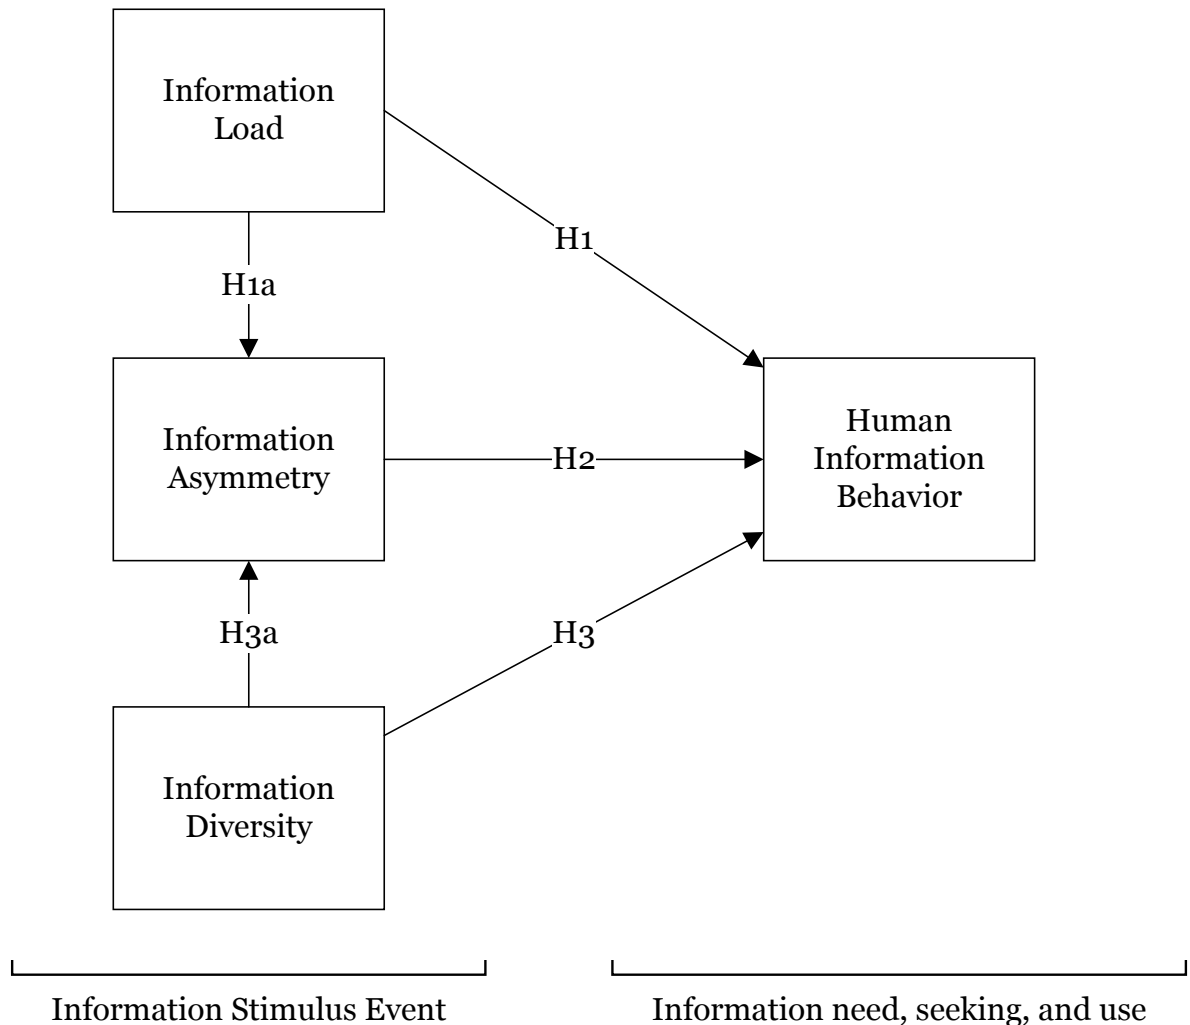 Information
Load
H1
H1a
Information
Asymmetry
H2
Human
Information
Behavior
H3a
H3
Information
Diversity
Information Stimulus Event
Information need, seeking, and use